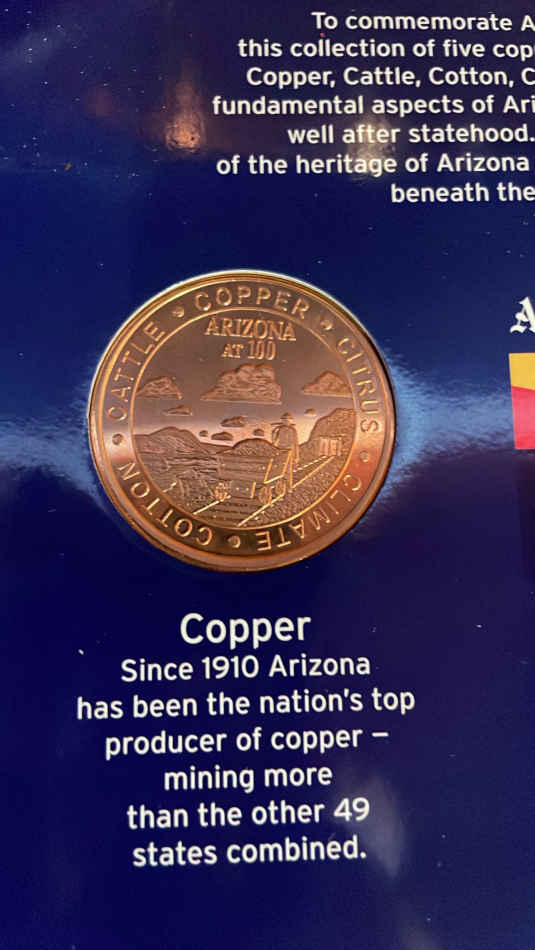 To commemorate A
this collection of five cop
Copper, Cattle, Cotton, C
fundamental aspects of Ari
well after statehood.
of the heritage of Arizona
beneath the
COTTON • CATTLE • COPPER • CITRUS • CLIMATE •
ARIZONA
AT 100
A
Copper
Since 1910 Arizona
has been the nation's top
producer of copper –
mining more
than the other 49
states combined.